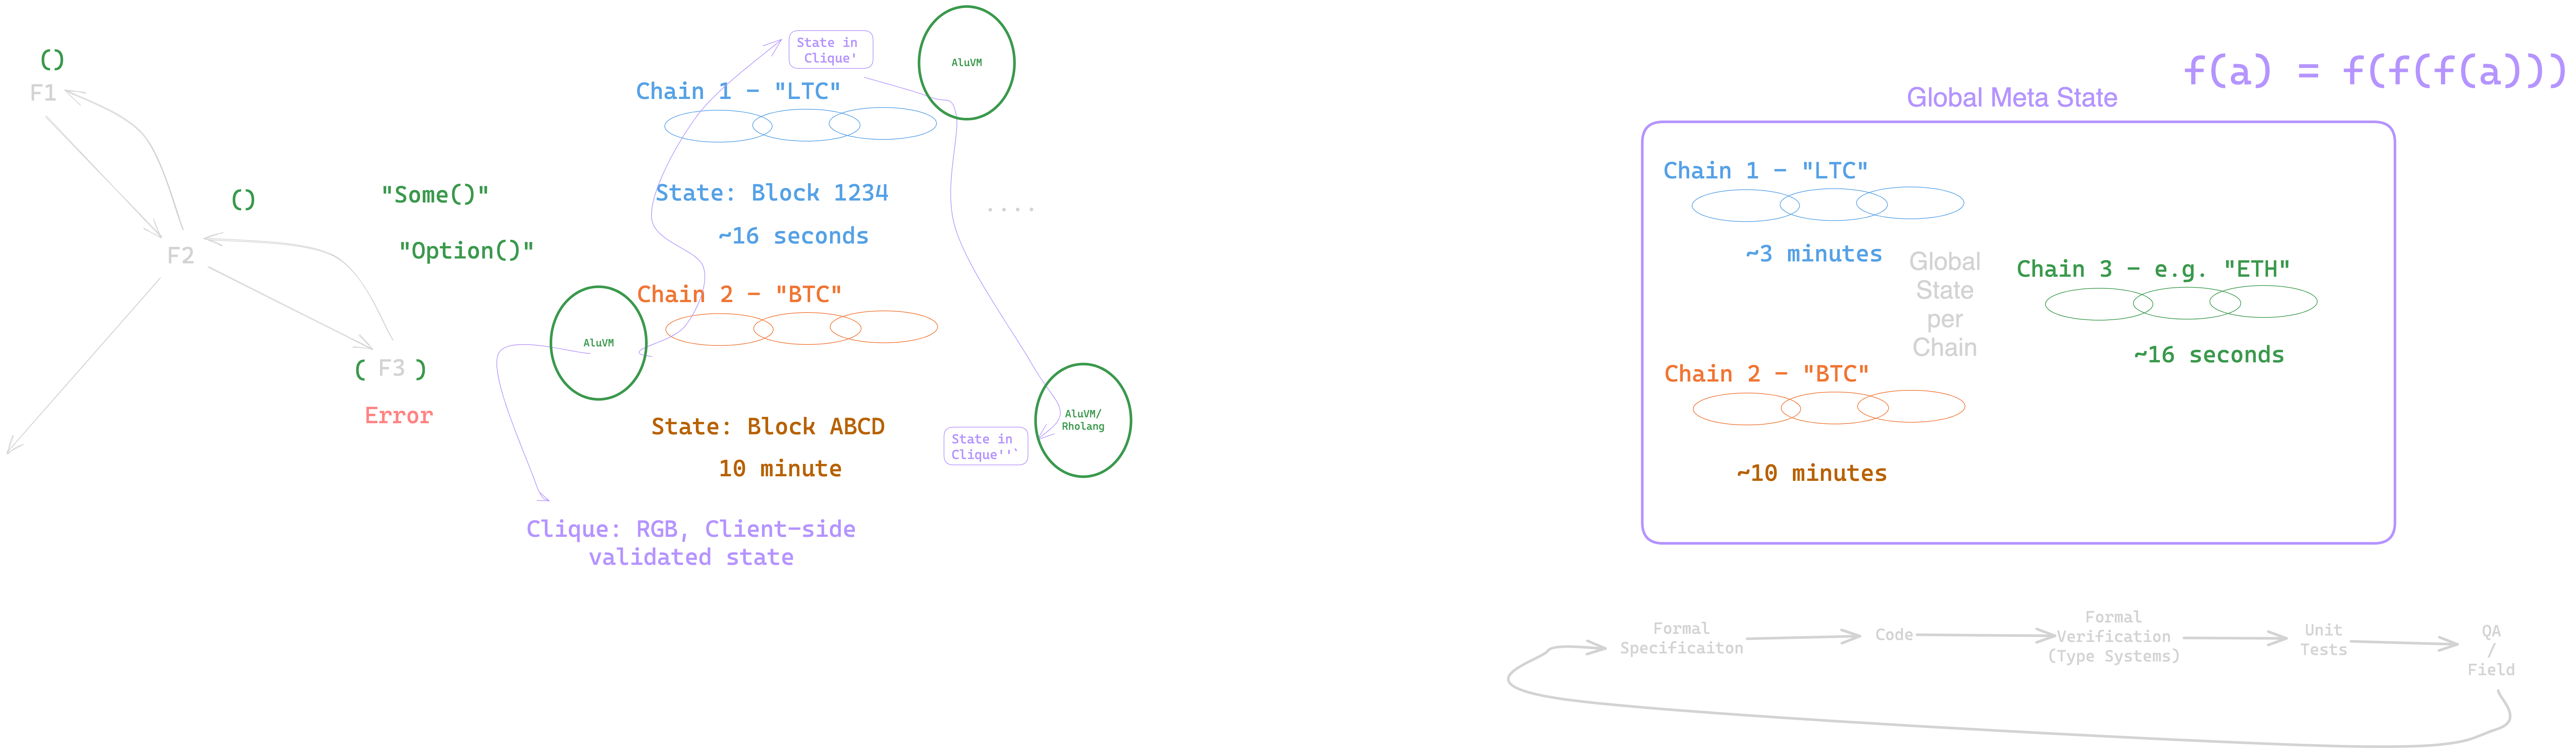 ()
F1
()
F2
"Some()"
"Option()"
( F3 )
Error
State in
Clique'
AluVM
Chain 1 - "LTC"
State: Block 1234
~16 seconds
....
Chain 2 - "BTC"
AluVM
State: Block ABCD
10 minute
AluVM/
Rholang
State in
Clique''`
Clique: RGB, Client-side
validated state
f(a) = f(f(f(a)))
Global Meta State
Chain 1 - "LTC"
~3 minutes
Global
State
per
Chain
Chain 3 - e.g. "ETH"
~16 seconds
Chain 2 - "BTC"
~10 minutes
Formal
Specificaiton
Code
Formal
Verification
(Type Systems)
Unit
Tests
QA
/
Field